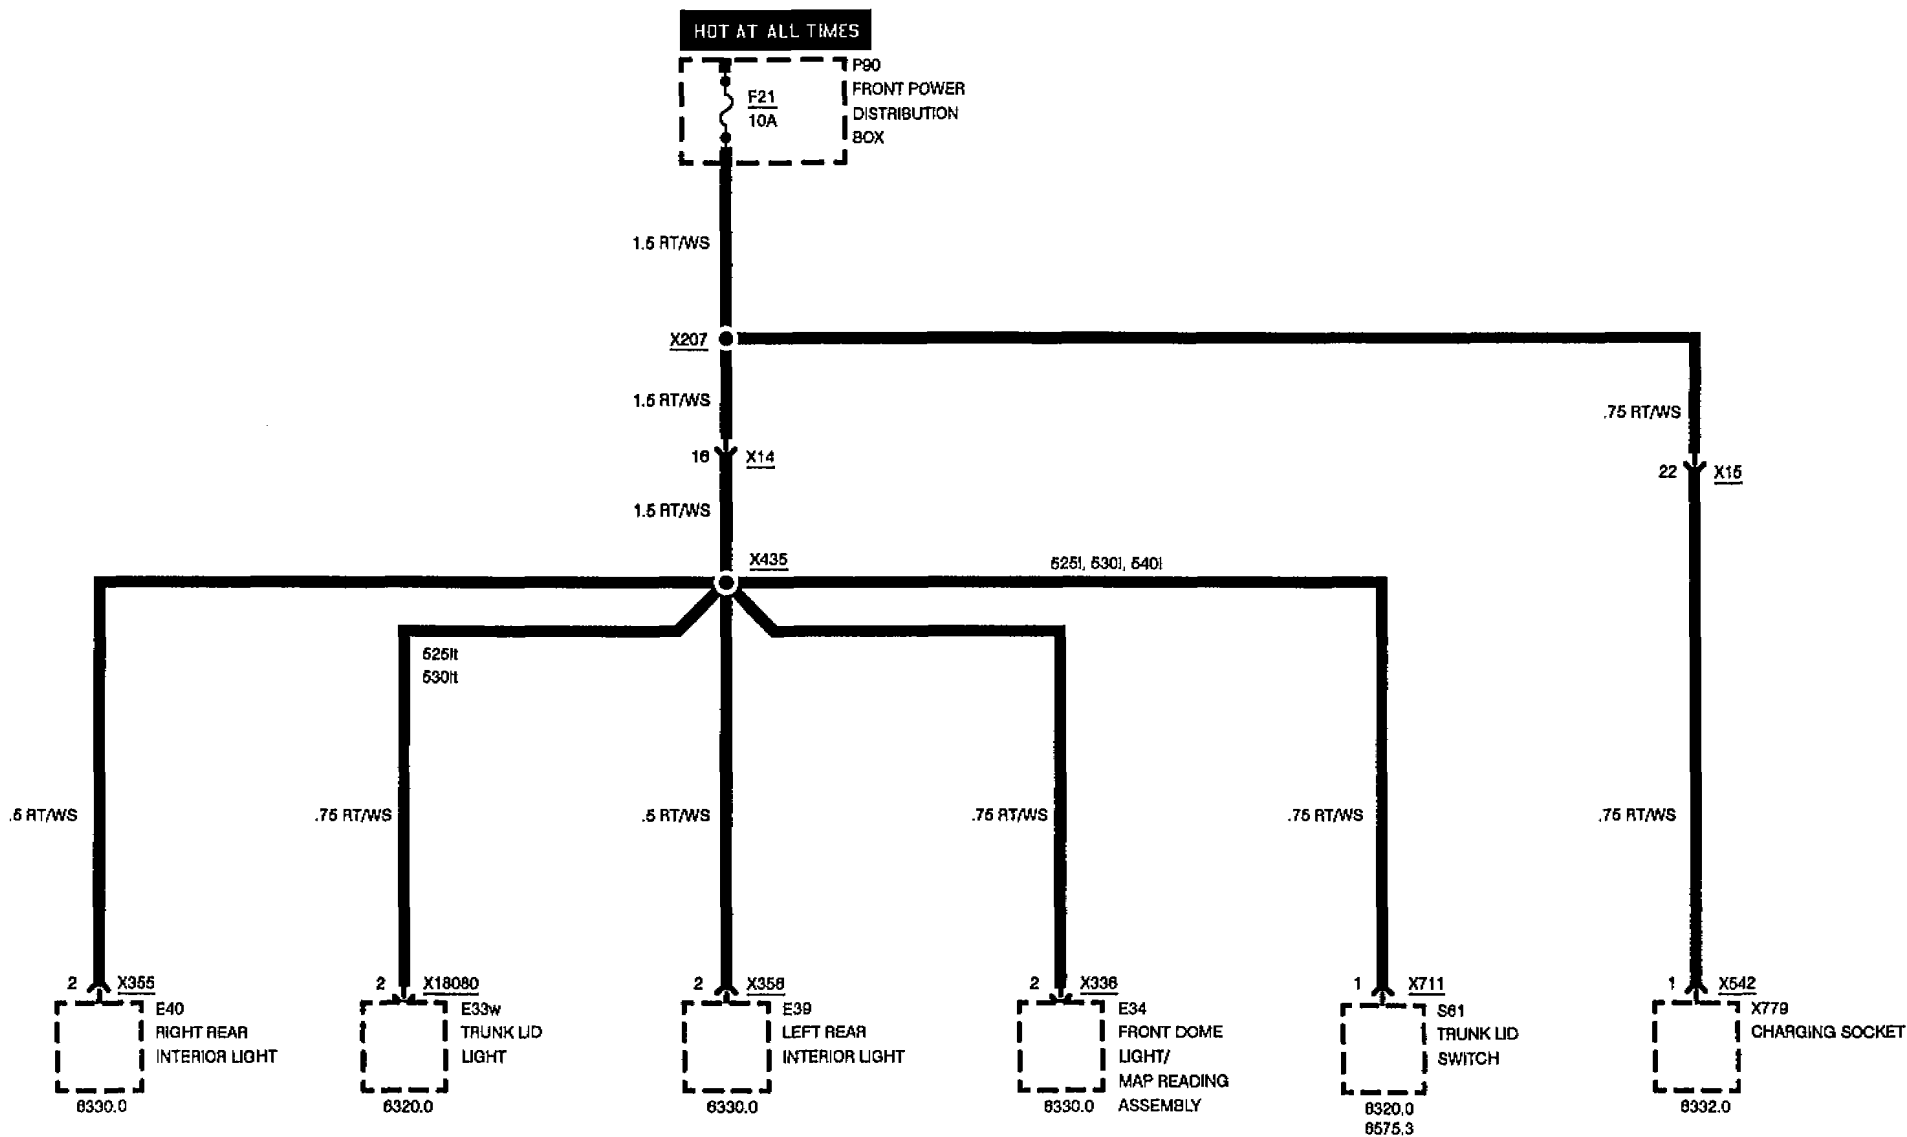 HOT AT ALL TIMES
P90
FRONT POWER
DISTRIBUTION
BOX
F21
10A
1.5 RT/WS
X207
1.5 RT/WS
.75 RT/WS
16
X14
22
X15
1.5 RT/WS
X435
525i, 530i, 540i
525it
530it
.5 RT/WS
.75 RT/WS
.5 RT/WS
.75 RT/WS
.75 RT/WS
.75 RT/WS
2
X355
2
X18080
2
X356
2
X336
1
X711
1
X542
E40
RIGHT REAR
INTERIOR LIGHT
E33w
TRUNK LID
LIGHT
E39
LEFT REAR
INTERIOR LIGHT
E34
FRONT DOME
LIGHT/
MAP READING
ASSEMBLY
S61
TRUNK LID
SWITCH
X779
CHARGING SOCKET
6330.0
6320.0
6330.0
6330.0
6320,0
6575,3
6332.0